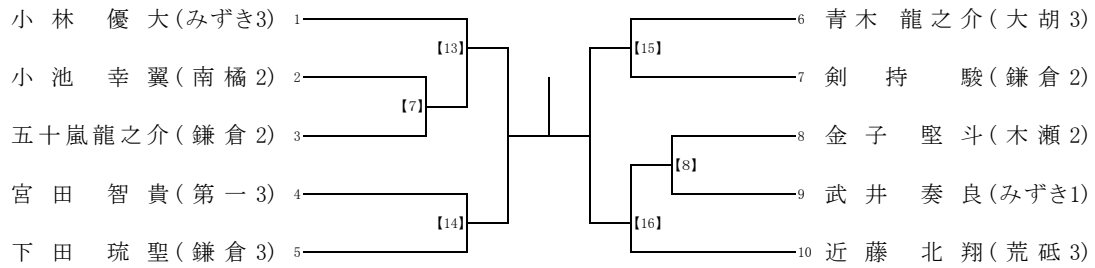 小林 優大(みずき3) 1
【13】
小池 幸翼(南橘2) 2
【7】
五十嵐龍之介(鎌倉2) 3
宮田 智貴(第一3) 4
【14】
下田 琉聖(鎌倉3) 5
6 青木 龍之介(大胡3)
【15】
7 剣持 駿(鎌倉2)
8 金子 堅斗(木瀬2)
【8】
9 武井 奏良(みずき1)
【16】
10 近藤 北翔(荒砥3)